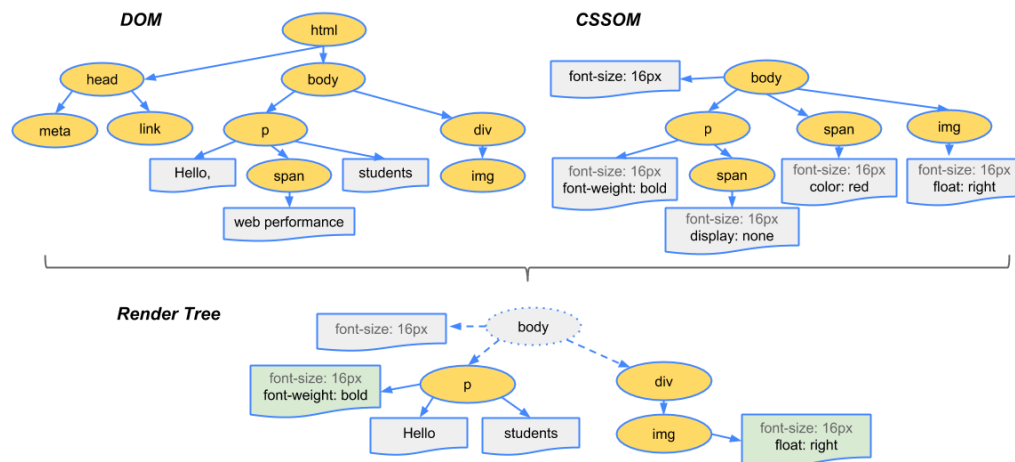 DOM
CSSOM
html
head
body
meta
link
p
div
Hello,
span
students
img
web performance
font-size: 16px
body
p
span
img
font-size: 16px
font-weight: bold
span
font-size: 16px
color: red
font-size: 16px
float: right
font-size: 16px
display: none
Render Tree
font-size: 16px
body
font-size: 16px
font-weight: bold
p
div
Hello
students
img
font-size: 16px
float: right